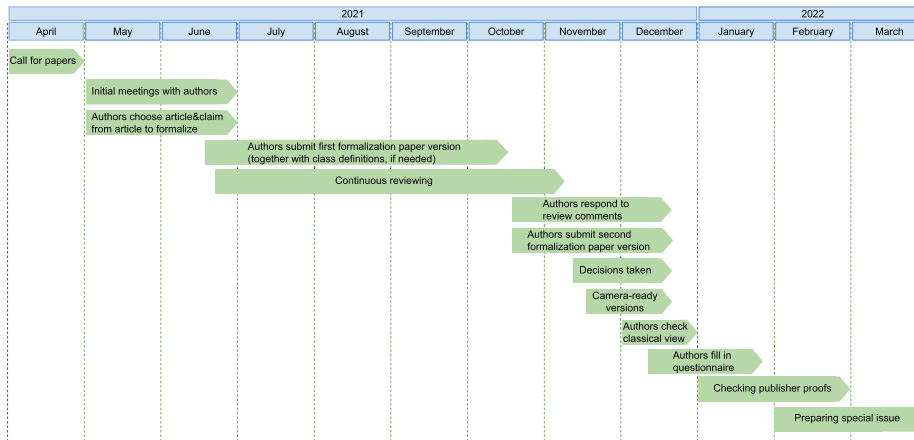 2021
2022
April
May
June
July
August
September
October
November
December
January
February
March
Call for papers
Initial meetings with authors
Authors choose article&claim
from article to formalize
Authors submit first formalization paper version
(together with class definitions, if needed)
Continuous reviewing
Authors respond to
review comments
Authors submit second
formalization paper version
Decisions taken
Camera-ready
versions
Authors check
classical view
Authors fill in
questionnaire
Checking publisher proofs
Preparing special issue